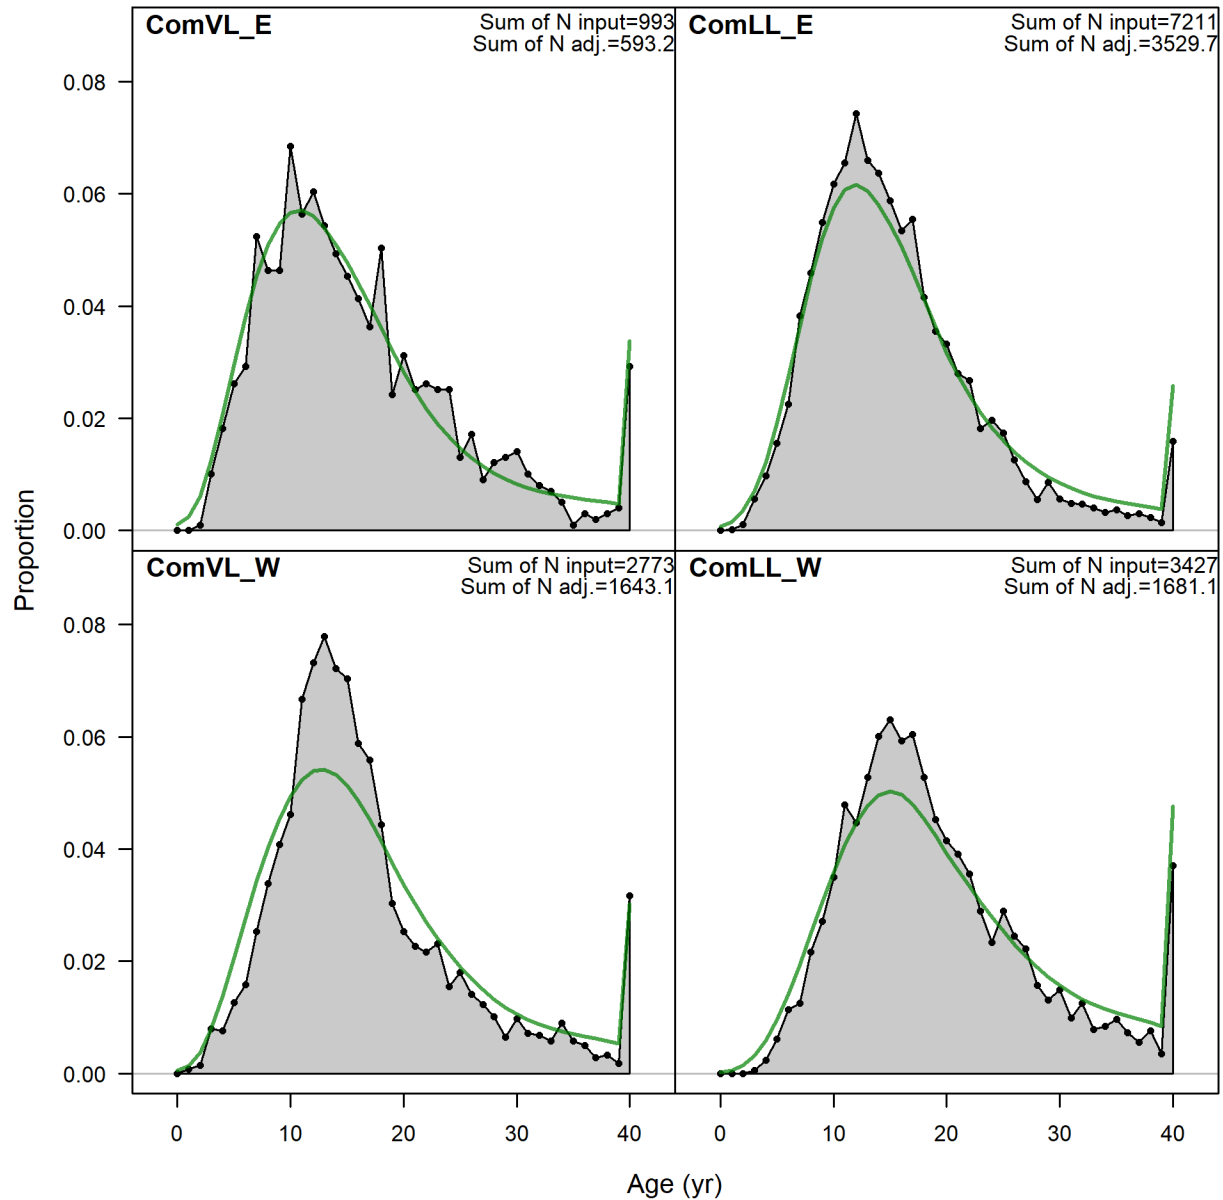 ComVL_E
Sum of N input=993
Sum of N adj.=593.2
ComLL_E
Sum of N input=7211
Sum of N adj.=3529.7
0.08
0.06
0.04
0.02
0.00
ComVL_W
Sum of N input=2773
Sum of N adj.=1643.1
ComLL_W
Sum of N input=3427
Sum of N adj.=1681.1
0.08
0.06
0.04
0.02
0.00
Proportion
0 10 20 30 40
0 10 20 30 40
Age (yr)